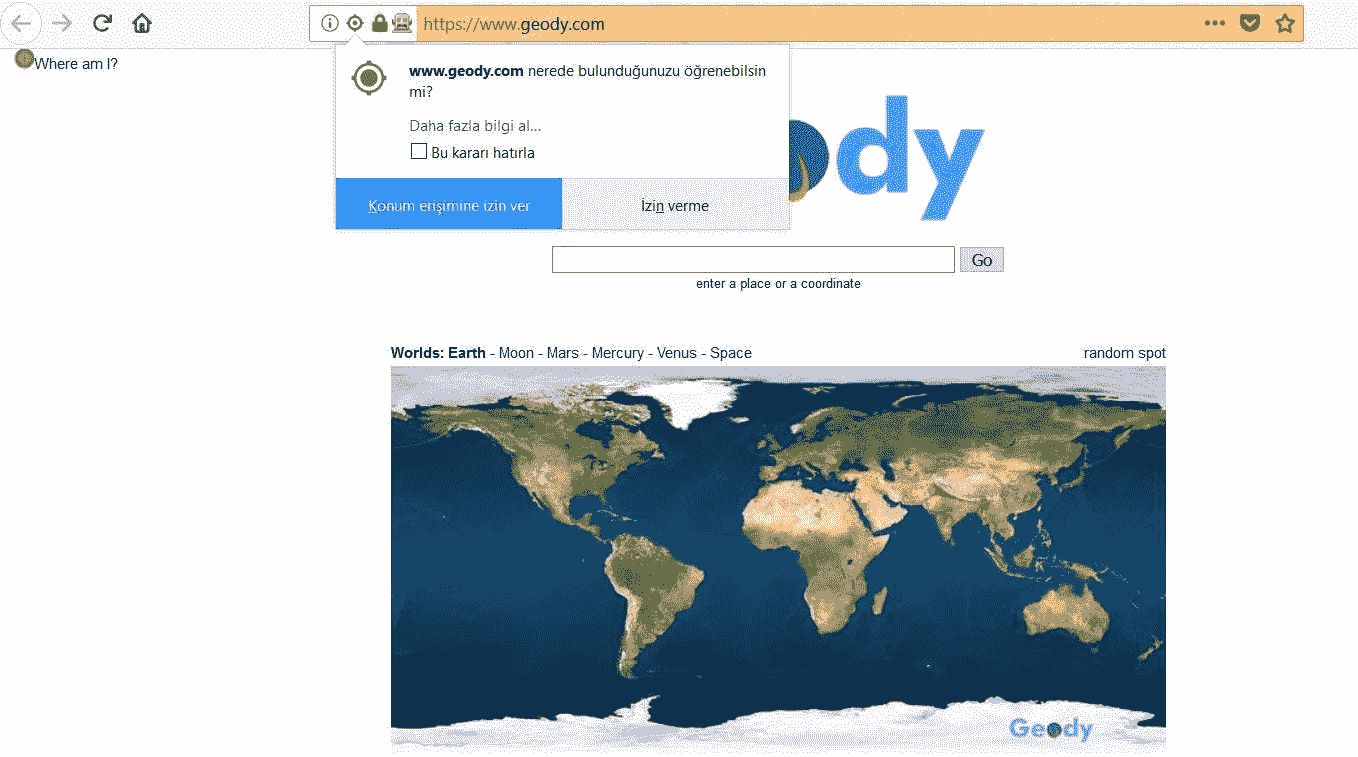 https://www.geody.com
Where am I?
www.geody.com nerede bulunduğunuzu öğrenebilsin
mi?
Daha fazla bilgi al...
Bu kararı hatırla
Konum erişimine izin ver
İzin verme
dy
Go
enter a place or a coordinate
Worlds: Earth - Moon - Mars - Mercury - Venus - Space
random spot
Geody